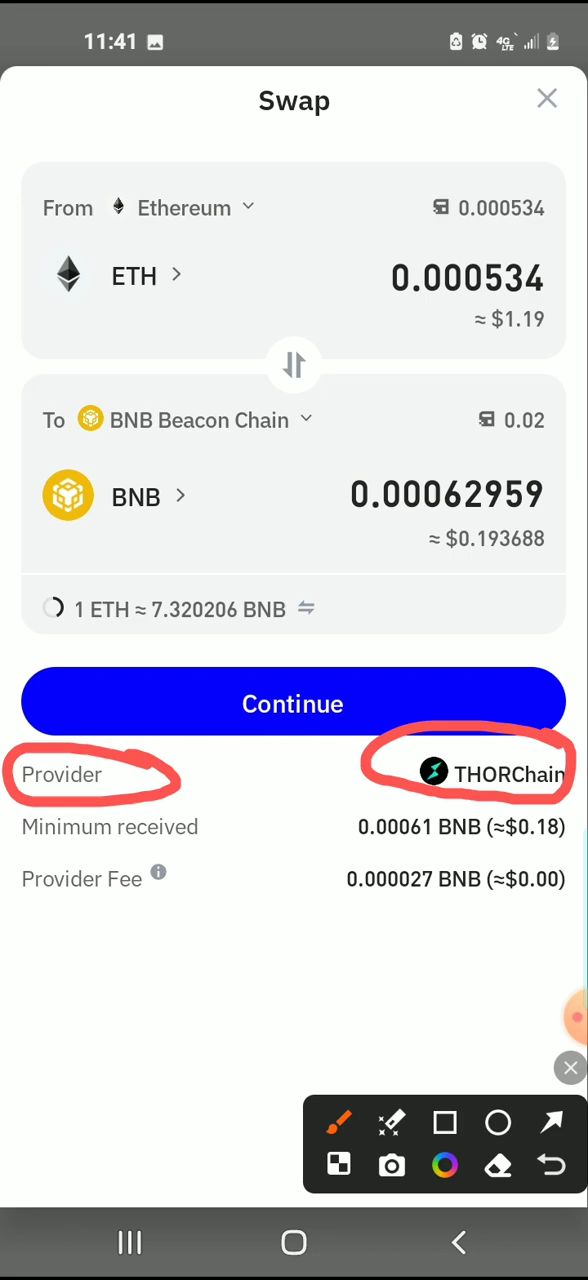 11:41
4G LTE
Swap
From Ethereum 0.000534
ETH 0.000534
≈ $1.19
To BNB Beacon Chain 0.02
BNB 0.00062959
≈ $0.193688
1 ETH ≈ 7.320206 BNB
Continue
Provider THORChain
Minimum received 0.00061 BNB (≈$0.18)
Provider Fee 0.000027 BNB (≈$0.00)